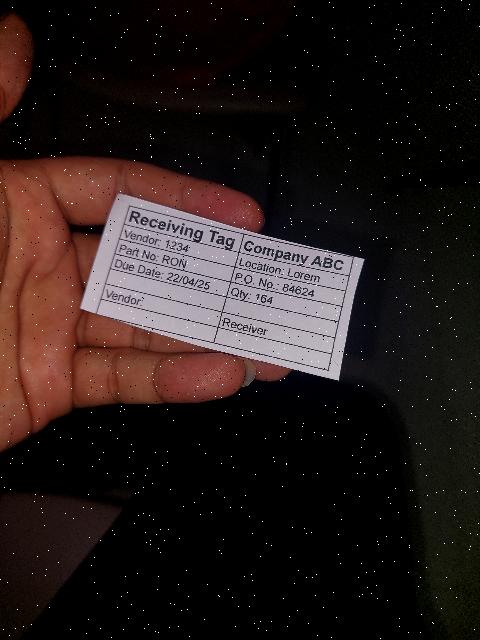 Receiving Tag Company ABC
Vendor: 1234 Location: Lorem
Part No: RON P.O. No.: 84624
Due Date: 22/04/25 Qty: 164
Vendor: Receiver